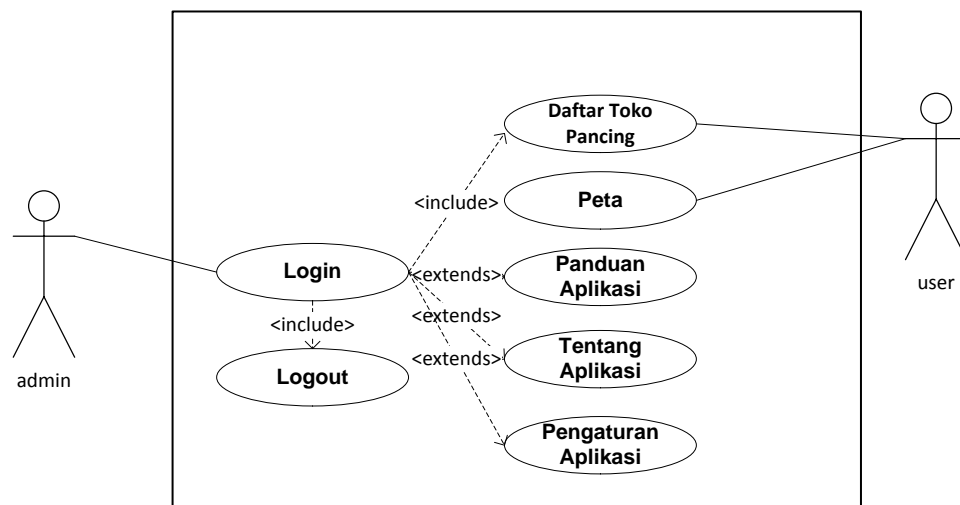 Daftar Toko
Pancing
<include>
Peta
Login
<extends>
Panduan
Aplikasi
user
<include>
<extends>
<extends>
Tentang
Aplikasi
admin
Logout
Pengaturan
Aplikasi